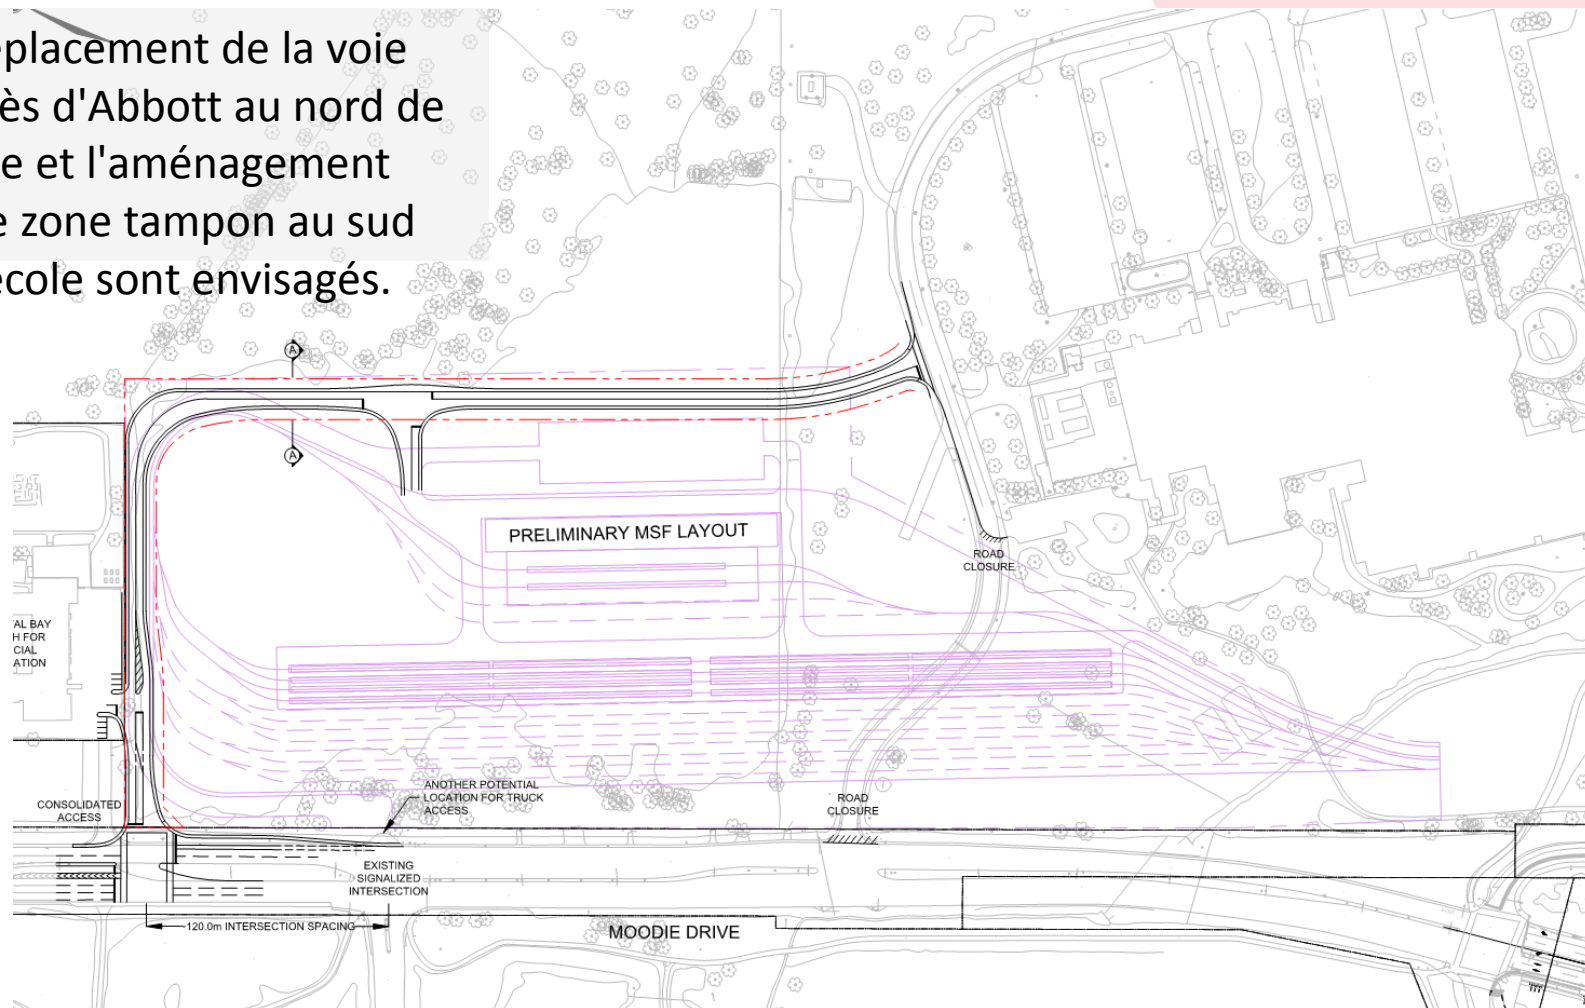 placement de la voie
ès d'Abbott au nord de
e et l'aménagement
e zone tampon au sud
école sont envisagés.
A
A
PRELIMINARY MSF LAYOUT
ROAD
CLOSURE
AL BAY
H FOR
CIAL
ATION
CONSOLIDATED
ACCESS
ANOTHER POTENTIAL
LOCATION FOR TRUCK
ACCESS
ROAD
CLOSURE
EXISTING
SIGNALIZED
INTERSECTION
120.0m INTERSECTION SPACING
MOODIE DRIVE